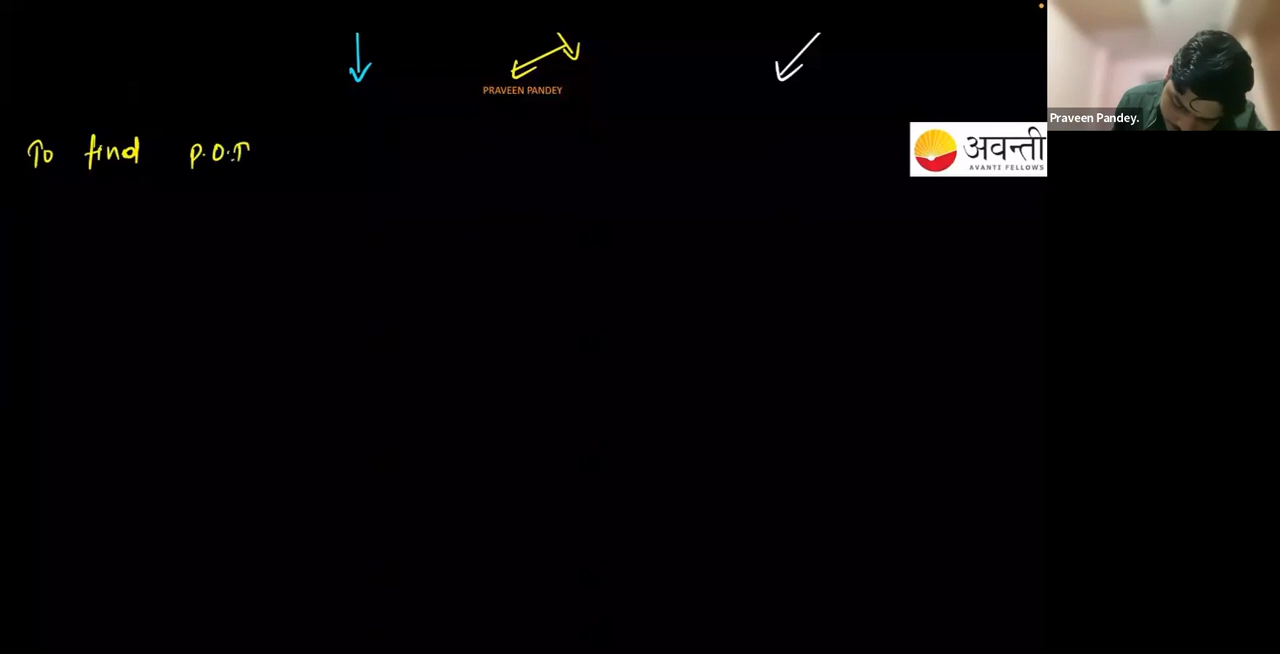 PRAVEEN PANDEY
Praveen Pandey.
To find P.O.T
अवन्ती
AVANTI FELLOWS